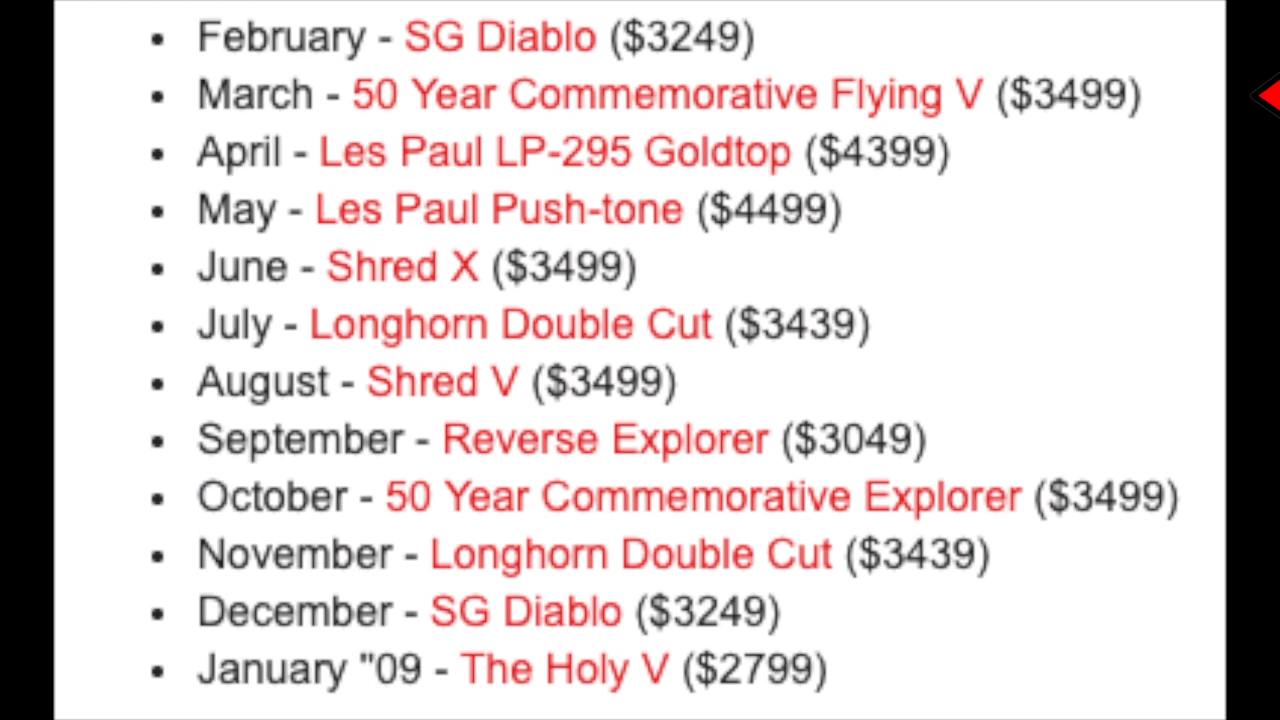 • February - SG Diablo ($3249)
• March - 50 Year Commemorative Flying V ($3499)
• April - Les Paul LP-295 Goldtop ($4399)
• May - Les Paul Push-tone ($4499)
• June - Shred X ($3499)
• July - Longhorn Double Cut ($3439)
• August - Shred V ($3499)
• September - Reverse Explorer ($3049)
• October - 50 Year Commemorative Explorer ($3499)
• November - Longhorn Double Cut ($3439)
• December - SG Diablo ($3249)
• January "09 - The Holy V ($2799)